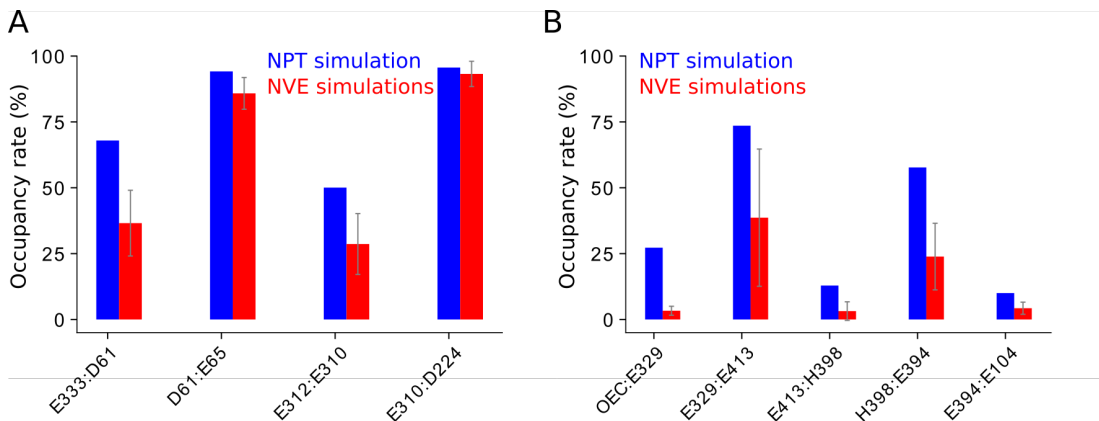 A
B
Occupancy rate (%)
100
75
50
25
0
NPT simulation
NVE simulations
E333:D61
D61:E65
E312:E310
E310:D224
Occupancy rate (%)
100
75
50
25
0
NPT simulation
NVE simulations
OEC:E329
E329:E413
E413:H398
H398:E394
E394:E104